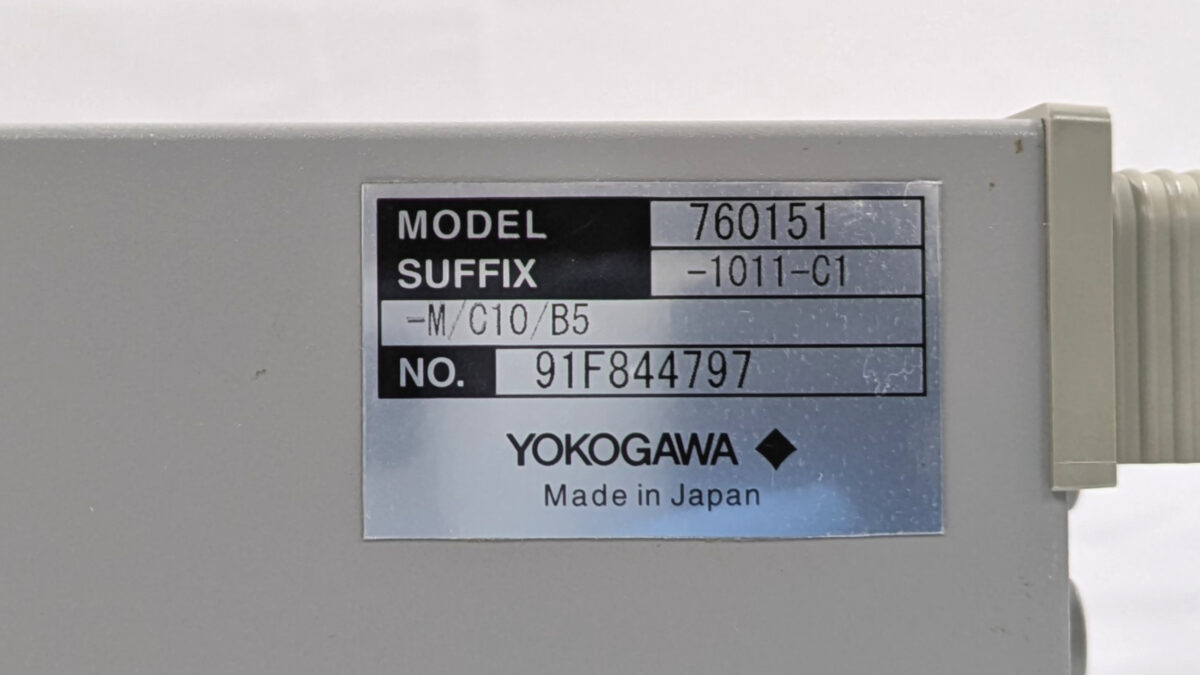 MODEL 760151
SUFFIX -1011-C1
-M/C10/B5
NO. 91F844797
YOKOGAWA
Made in Japan